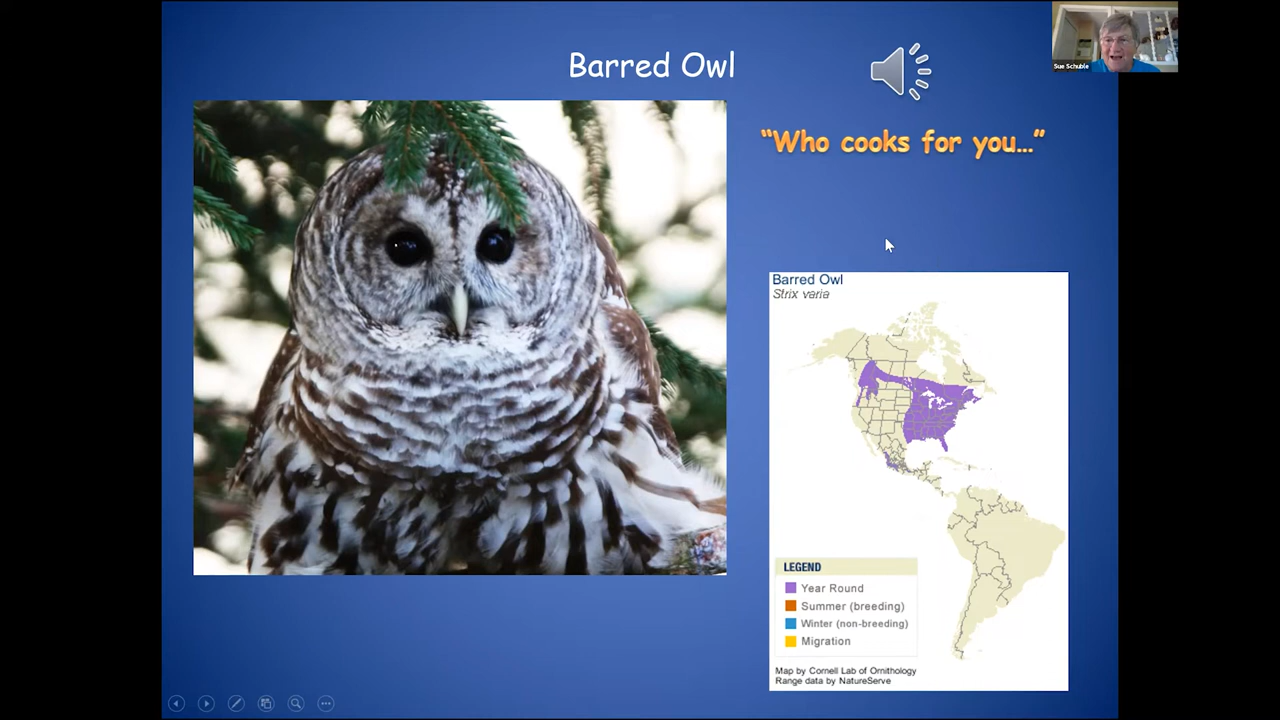 Barred Owl
“Who cooks for you...”
Sue Schuble
Barred Owl
Strix varia
LEGEND
Year Round
Summer (breeding)
Winter (non-breeding)
Migration
Map by Cornell Lab of Ornithology
Range data by NatureServe